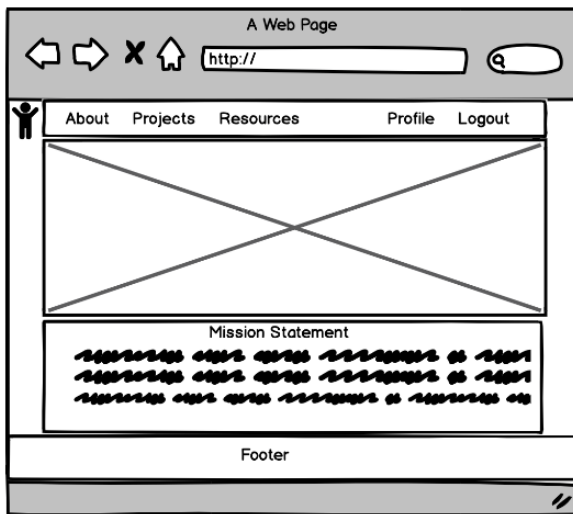 A Web Page
http://
About Projects Resources Profile Logout
Mission Statement
Footer